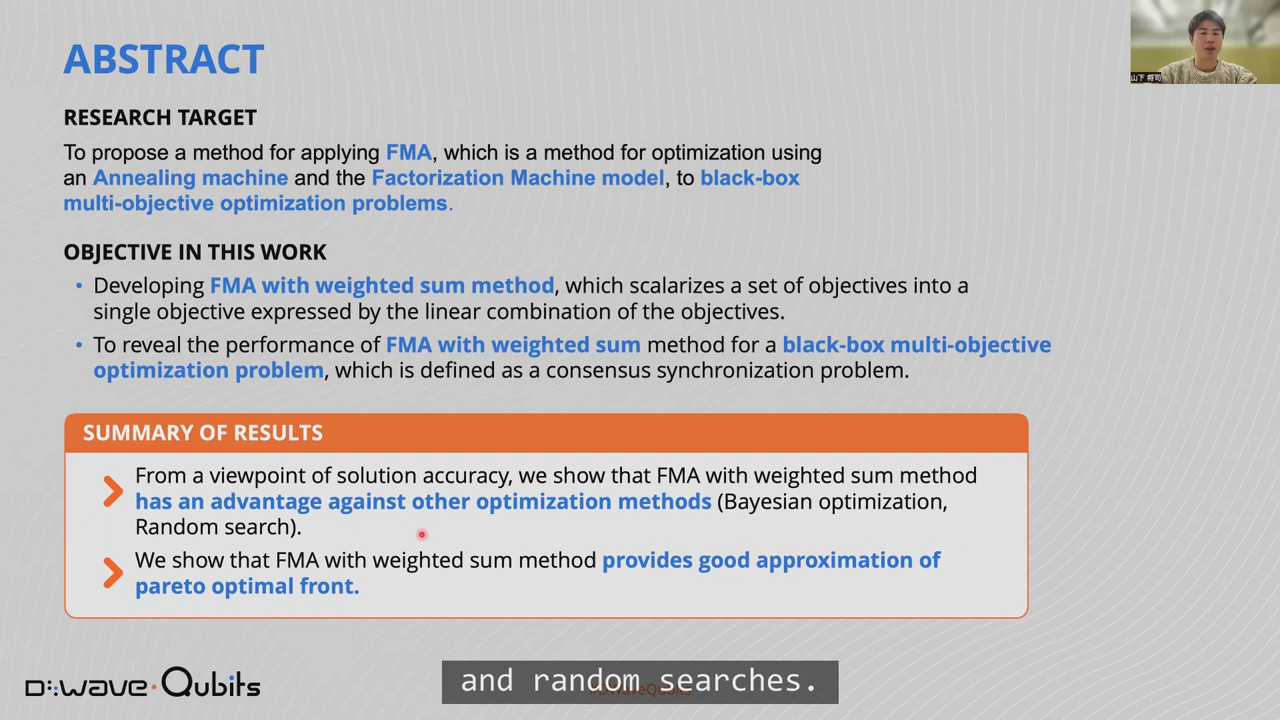 ABSTRACT
山下 将司
RESEARCH TARGET
To propose a method for applying FMA, which is a method for optimization using
an Annealing machine and the Factorization Machine model, to black-box
multi-objective optimization problems.
OBJECTIVE IN THIS WORK
• Developing FMA with weighted sum method, which scalarizes a set of objectives into a
single objective expressed by the linear combination of the objectives.
• To reveal the performance of FMA with weighted sum method for a black-box multi-objective
optimization problem, which is defined as a consensus synchronization problem.
SUMMARY OF RESULTS
From a viewpoint of solution accuracy, we show that FMA with weighted sum method
has an advantage against other optimization methods (Bayesian optimization,
Random search).
We show that FMA with weighted sum method provides good approximation of
pareto optimal front.
D:wave · Qubits
and random searches.